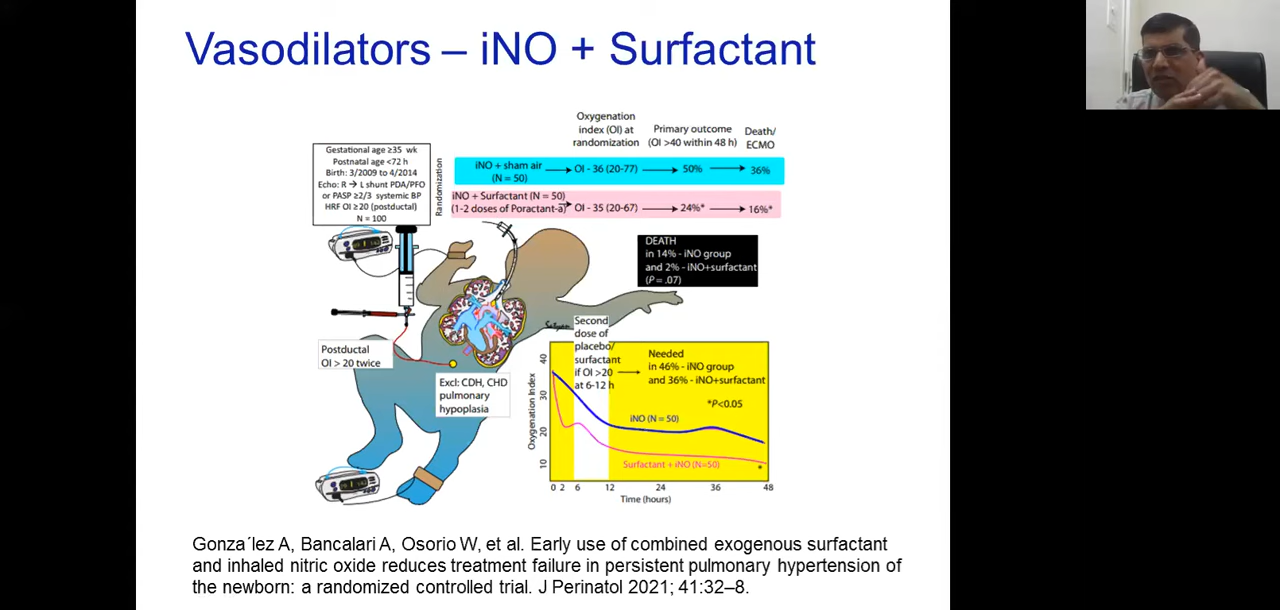 Vasodilators – iNO + Surfactant
Oxygenation
index (OI) at
randomization
Primary outcome
(OI >40 within 48 h)
Death/
ECMO
Gestational age ≥35 wk
Postnatal age <72 h
Birth: 3/2009 to 4/2014
Echo: R → L shunt PDA/PFO
or PASP ≥2/3 systemic BP
HRF OI ≥20 (postductal)
N = 100
Randomization
iNO + sham air
(N = 50)
OI - 36 (20-77)
50%
36%
iNO + Surfactant (N = 50)
(1-2 doses of Poractant-a)
OI - 35 (20-67)
24%*
16%*
DEATH
in 14% - iNO group
and 2% - iNO+surfactant
(P = .07)
Postductal
OI > 20 twice
Excl: CDH, CHD
pulmonary
hypoplasia
Second
dose of
placebo/
surfactant
if OI >20
at 6-12 h
Needed
in 46% - iNO group
and 36% - iNO+surfactant
*P<0.05
iNO (N = 50)
Surfactant + iNO (N=50)
*
Oxygenation Index
40
30
20
10
0 2 6 12 24 36 48
Time (hours)
Gonza´lez A, Bancalari A, Osorio W, et al. Early use of combined exogenous surfactant
and inhaled nitric oxide reduces treatment failure in persistent pulmonary hypertension of
the newborn: a randomized controlled trial. J Perinatol 2021; 41:32–8.